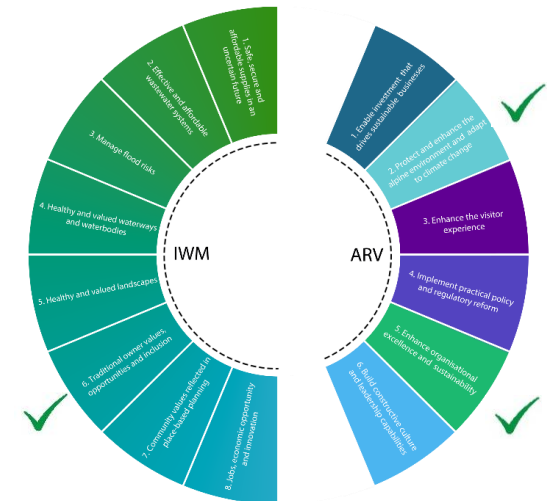 1. Safe, secure and
affordable supplies in an
uncertain future
2. Effective and affordable
wastewater systems
3. Manage flood risks
4. Healthy and valued waterways
and waterbodies
5. Healthy and valued landscapes
6. Traditional owner values,
opportunities and inclusion
7. Community values reflected in
place-based planning
8. Jobs, economic opportunity
and innovation
IWM
ARV
1. Enable investment that
drives sustainable businesses
2. Protect and enhance the
alpine environment and adapt
to climate change
3. Enhance the visitor
experience
4. Implement practical policy
and regulatory reform
5. Enhance organisational
excellence and sustainability
6. Build constructive culture
and leadership capabilities